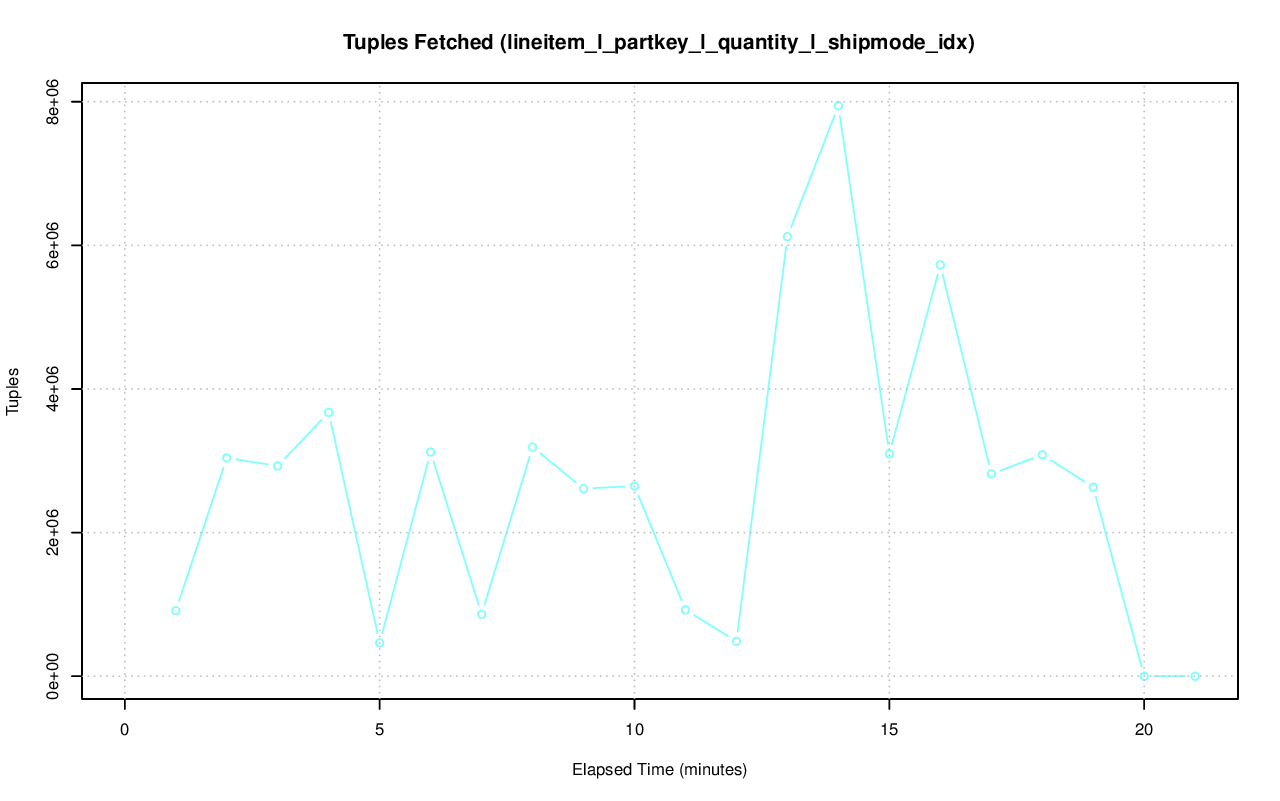 Tuples Fetched (lineitem_l_partkey_l_quantity_l_shipmode_idx)
8e+06
6e+06
4e+06
2e+06
0e+00
Tuples
0 5 10 15 20
Elapsed Time (minutes)